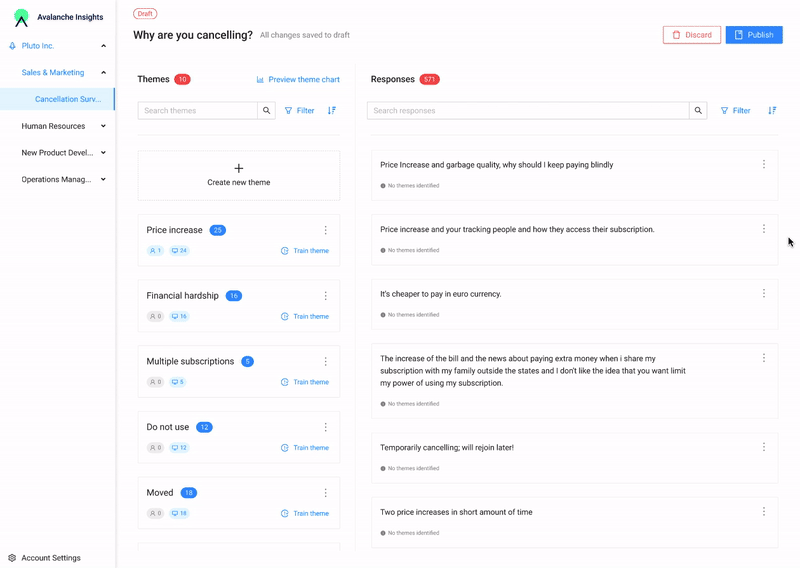 Avalanche Insights
Pluto Inc.
Sales & Marketing
Cancellation Surv...
Human Resources
New Product Devel...
Operations Manag...
Account Settings
Draft
Why are you cancelling?
All changes saved to draft
Discard
Publish
Themes 10
Preview theme chart
Search themes
Filter
Create new theme
Price increase 25
1 24 Train theme
Financial hardship 16
0 16 Train theme
Multiple subscriptions 5
0 5 Train theme
Do not use 12
0 12 Train theme
Moved 18
0 18 Train theme
Responses 571
Search responses
Filter
Price Increase and garbage quality, why should I keep paying blindly
No themes identified
Price increase and your tracking people and how they access their subscription.
No themes identified
It's cheaper to pay in euro currency.
No themes identified
The increase of the bill and the news about paying extra money when i share my
subscription with my family outside the states and I don't like the idea that you want limit
my power of using my subscription.
No themes identified
Temporarily cancelling; will rejoin later!
No themes identified
Two price increases in short amount of time
No themes identified